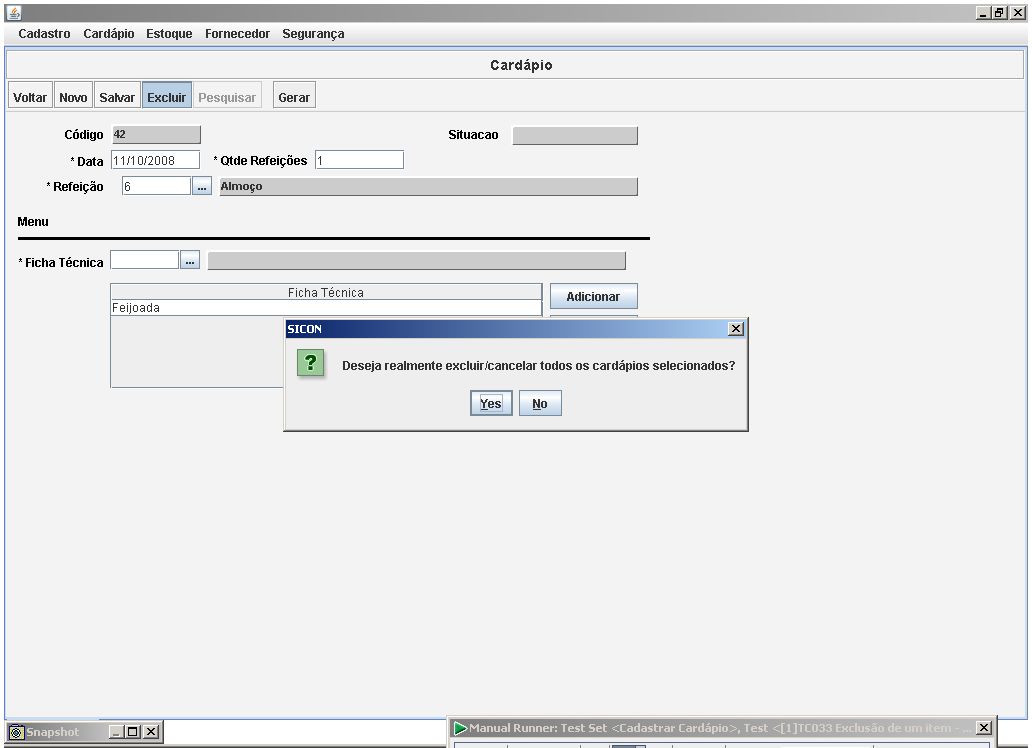 Cadastro Cardápio Estoque Fornecedor Segurança
Cardápio
Voltar Novo Salvar Excluir Pesquisar Gerar
Código 42 Situacao
* Data 11/10/2008 * Qtde Refeições 1
* Refeição 6 ... Almoço
Menu
* Ficha Técnica ...
Ficha Técnica
Feijoada
Adicionar
SICON
? Deseja realmente excluir/cancelar todos os cardápios selecionados?
Yes No
Snapshot
Manual Runner: Test Set <Cadastrar Cardápio>, Test <[1]TC033 Exclusão de um item - ...